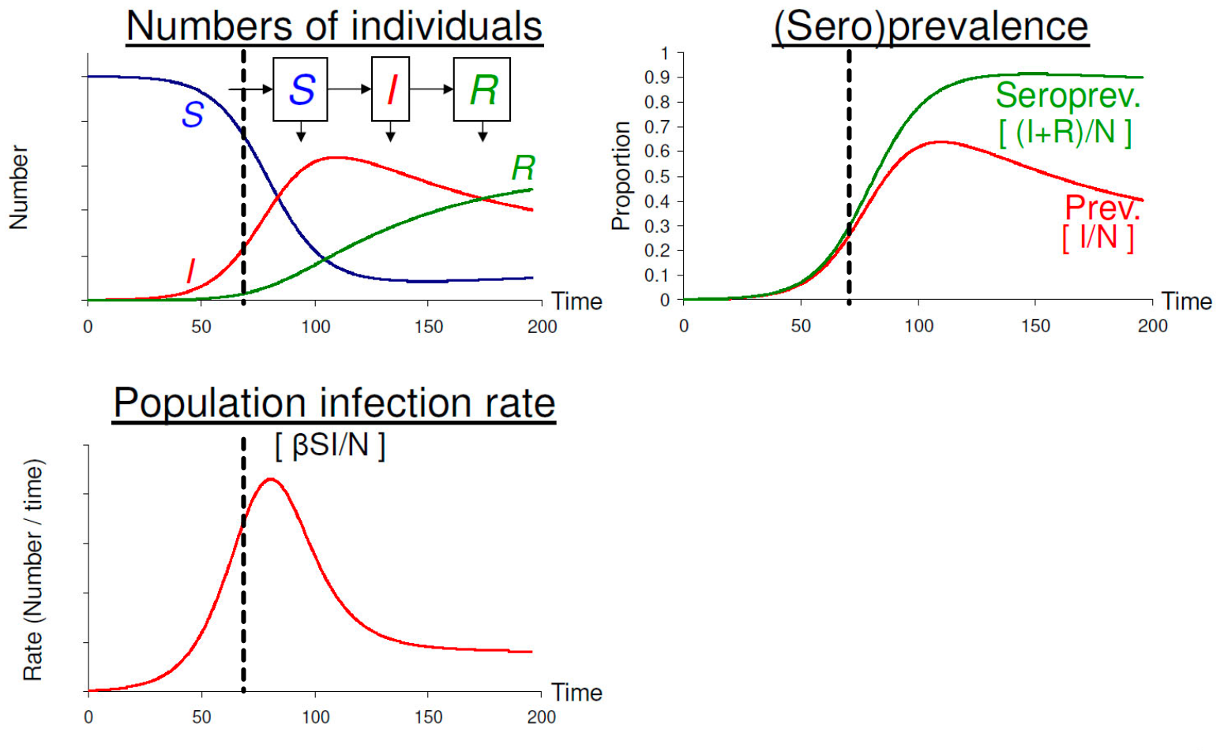 Numbers of individuals
Number
S
S
I
R
R
I
Time
0 50 100 150 200
(Sero)prevalence
Proportion
1
0.9
0.8
0.7
0.6
0.5
0.4
0.3
0.2
0.1
0
Seroprev.
[ (I+R)/N ]
Prev.
[ I/N ]
Time
0 50 100 150 200
Population infection rate
[ βSI/N ]
Rate (Number / time)
Time
0 50 100 150 200